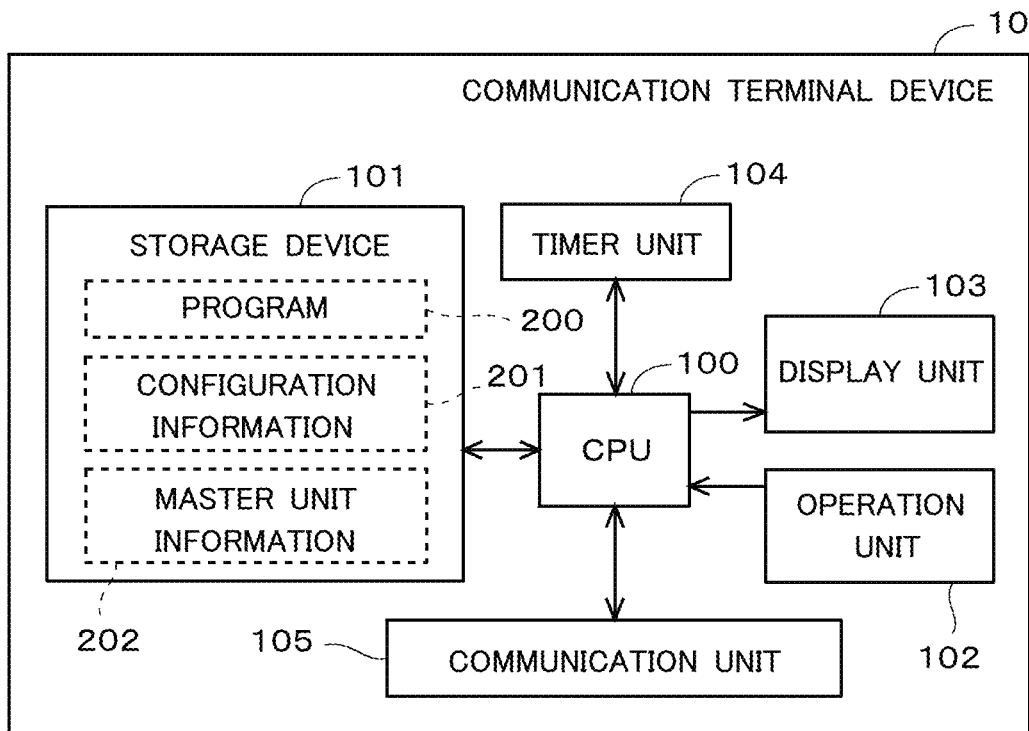 10
COMMUNICATION TERMINAL DEVICE
101
104
STORAGE DEVICE
TIMER UNIT
PROGRAM
200
103
CONFIGURATION
INFORMATION
201
100
DISPLAY UNIT
CPU
MASTER UNIT
INFORMATION
OPERATION
UNIT
202
105
COMMUNICATION UNIT
102